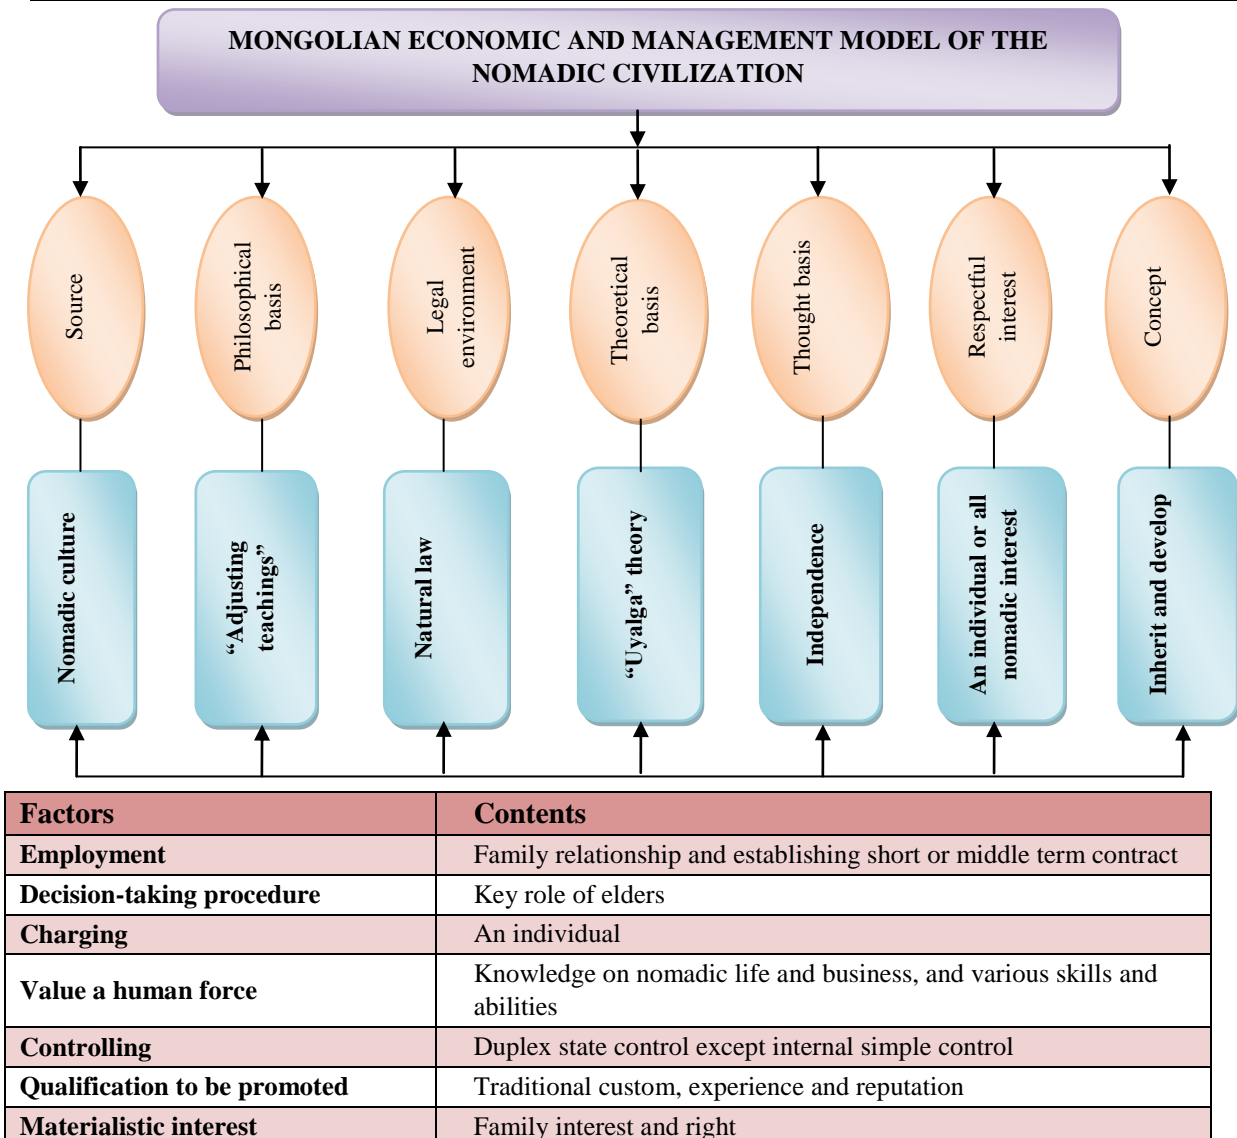 MONGOLIAN ECONOMIC AND MANAGEMENT MODEL OF THE
NOMADIC CIVILIZATION
Source
Philosophical
basis
Legal
environment
Theoretical
basis
Thought basis
Respectful
interest
Concept
Nomadic culture
“Adjusting
teachings”
Natural law
“Uyalga” theory
Independence
An individual or all
nomadic interest
Inherit and develop
Factors Contents
Employment Family relationship and establishing short or middle term contract
Decision-taking procedure Key role of elders
Charging An individual
Value a human force Knowledge on nomadic life and business, and various skills and
abilities
Controlling Duplex state control except internal simple control
Qualification to be promoted Traditional custom, experience and reputation
Materialistic interest Family interest and right